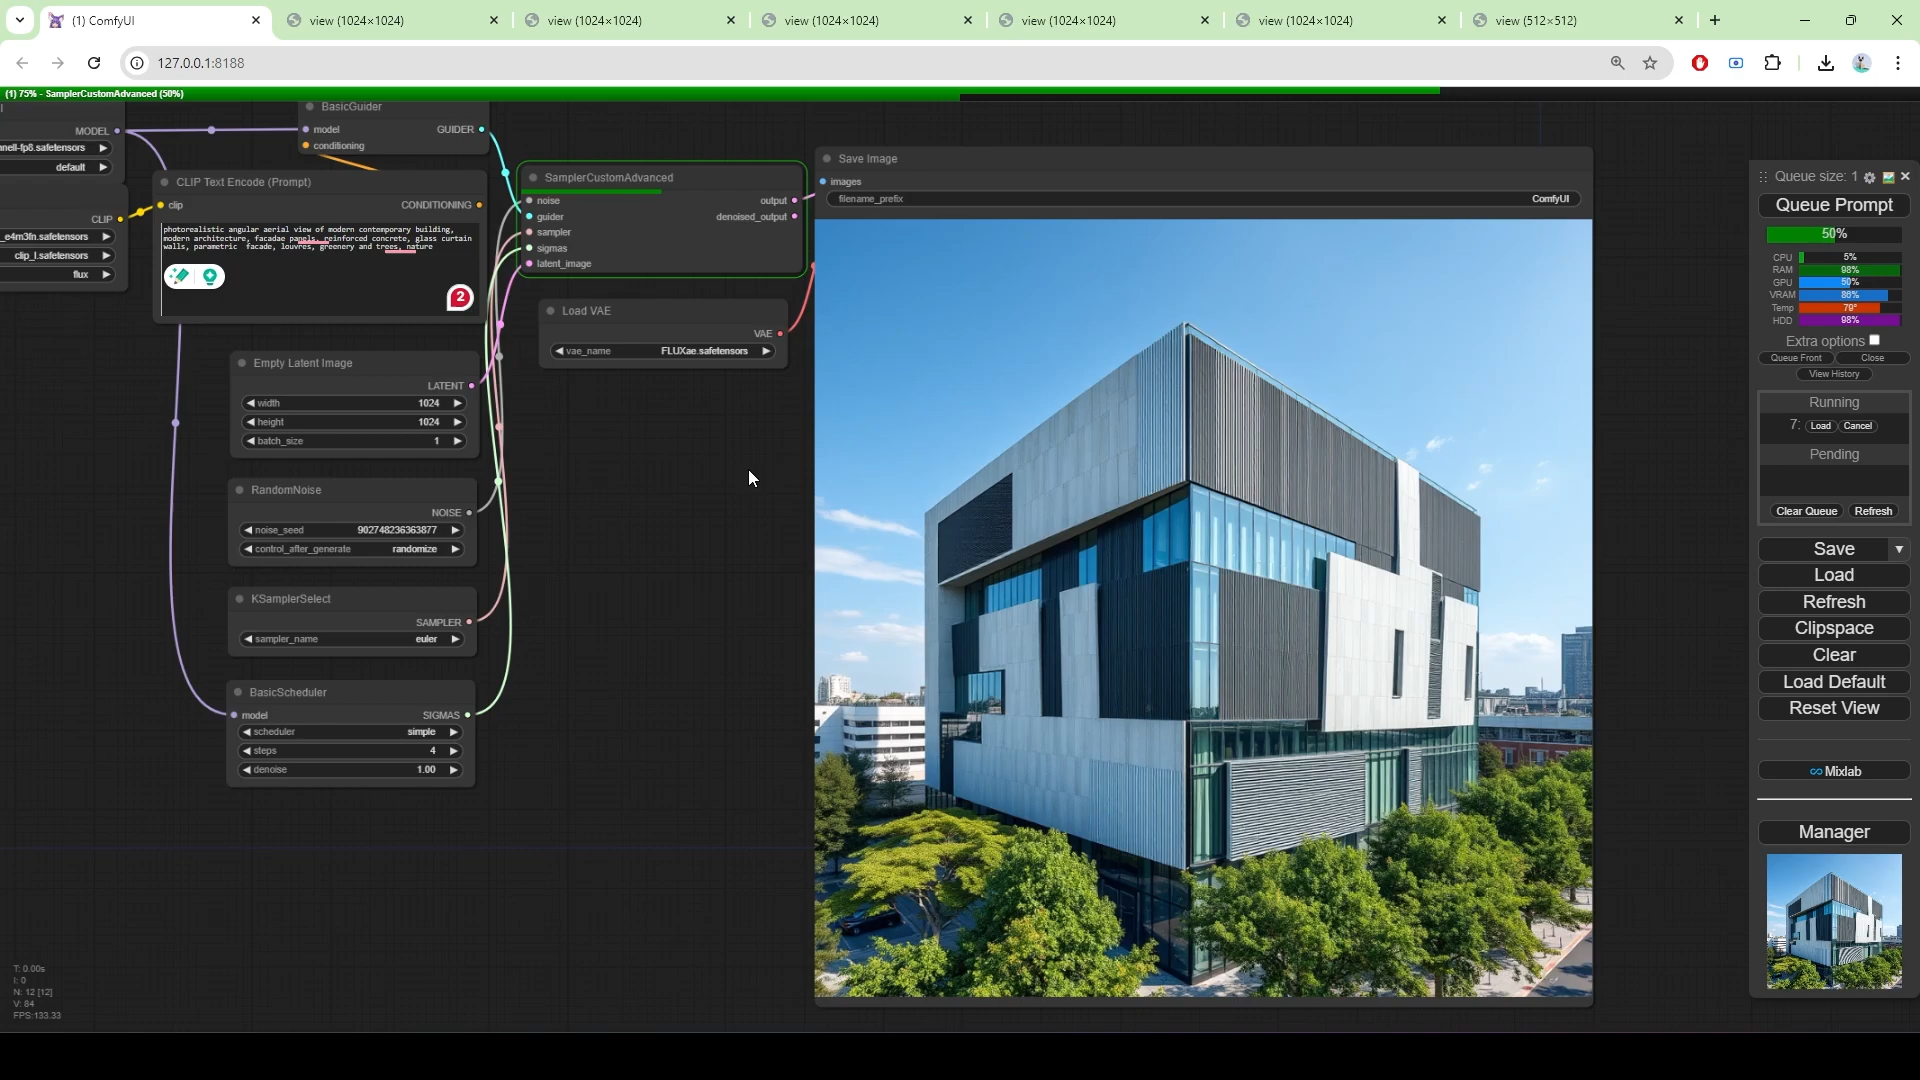 (1) ComfyUI
view (1024×1024)
view (1024×1024)
view (1024×1024)
view (1024×1024)
view (1024×1024)
view (512×512)
127.0.0.1:8188
(1) 75% - SamplerCustomAdvanced (50%)
MODEL
nnell-fp8.safetensors
default
CLIP
_e4m3fn.safetensors
clip_l.safetensors
flux
BasicGuider
model
GUIDER
conditioning
CLIP Text Encode (Prompt)
clip
CONDITIONING
photorealistic angular aerial view of modern contemporary building,
modern architecture, facadae panels, reinforced concrete, glass curtain
walls, parametric facade, louvres, greenery and trees, nature
2
SamplerCustomAdvanced
noise
output
guider
denoised_output
sampler
sigmas
latent_image
Load VAE
VAE
vae_name
FLUXae.safetensors
Empty Latent Image
LATENT
width 1024
height 1024
batch_size 1
RandomNoise
NOISE
noise_seed 902748236363877
control_after_generate randomize
KSamplerSelect
SAMPLER
sampler_name euler
BasicScheduler
model
SIGMAS
scheduler simple
steps 4
denoise 1.00
Save Image
images
filename_prefix ComfyUI
Queue size: 1
Queue Prompt
50%
CPU 5%
RAM 98%
GPU 50%
VRAM 86%
Temp 79°
HDD 98%
Extra options
Queue Front
Close
View History
Running
7: Load Cancel
Pending
Clear Queue
Refresh
Save
Load
Refresh
Clipspace
Clear
Load Default
Reset View
Mixlab
Manager
T: 0.00s
I: 0
N: 12 [12]
V: 84
FPS:133.33